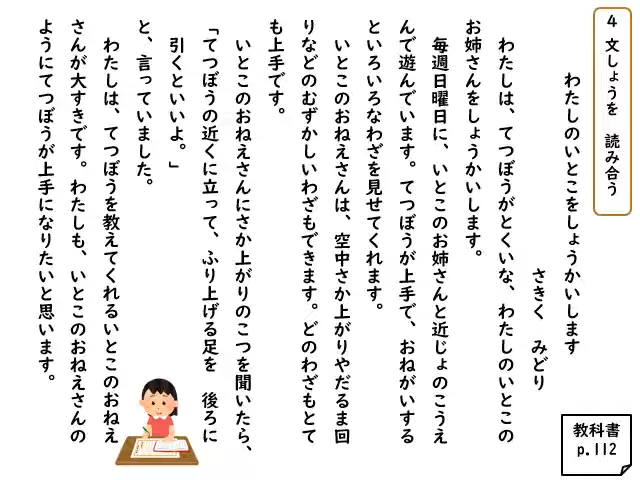 4 文しょうを 読み合う
わたしのいとこをしょうかいします
さきく みどり
わたしは、てつぼうがとくいな、わたしのいとこの
お姉さんをしょうかいします。
毎週日曜日に、いとこのお姉さんと近じょのこうえ
んで遊んでいます。てつぼうが上手で、おねがいする
といろいろなわざを見せてくれます。
いとこのおねえさんは、空中さか上がりやだるま回
りなどのむずかしいわざもできます。どのわざもとて
も上手です。
いとこのおねえさんにさか上がりのこつを聞いたら、
「てつぼうの近くに立って、ふり上げる足を 後ろに
引くといいよ。」
と、言っていました。
わたしは、てつぼうを教えてくれるいとこのおねえ
さんが大すきです。わたしも、いとこのおねえさんの
ようにてつぼうが上手になりたいと思います。
教科書
p.112